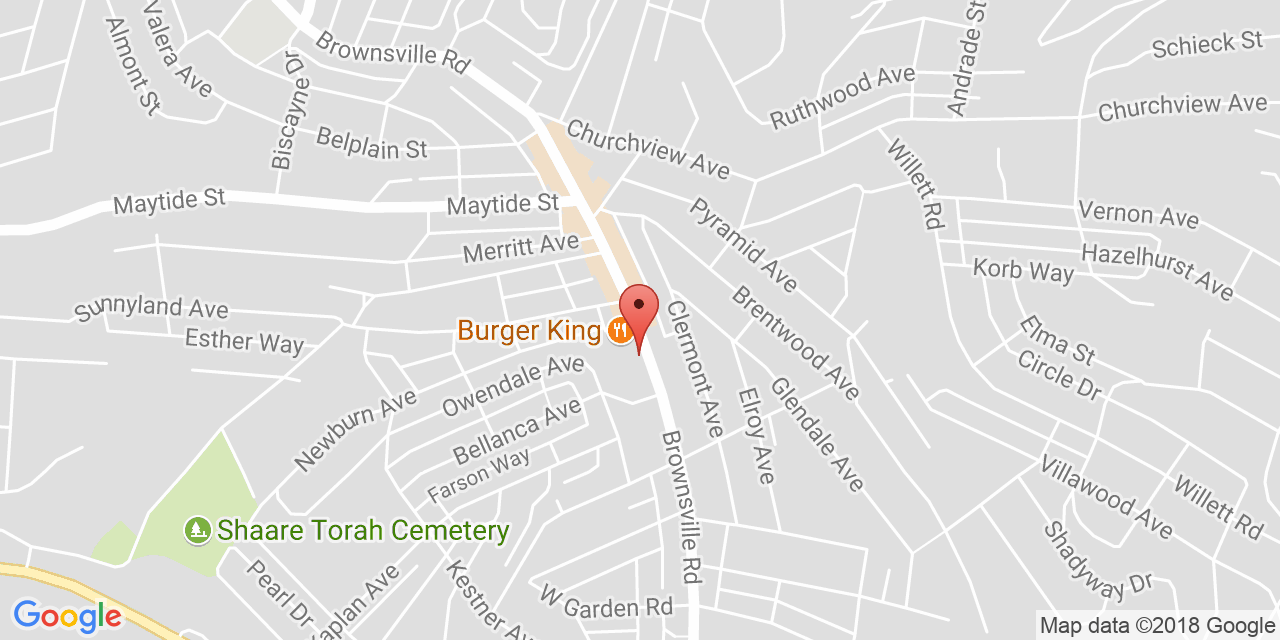 Valera Ave
Almont St
Brownsville Rd
Andrade St
Schieck St
Biscayne Dr
Ruthwood Ave
Churchview Ave
Belplain St
Churchview Ave
Willett Rd
Maytide St
Maytide St
Pyramid Ave
Vernon Ave
Merritt Ave
Hazelhurst Ave
Korb Way
Sunnyland Ave
Esther Way
Burger King
Clermont Ave
Brentwood Ave
Elma St
Circle Dr
Owendale Ave
Newburn Ave
Bellanca Ave
Farson Way
Elroy Ave
Glendale Ave
Brownsville Rd
Villawood Ave
Willett Rd
Shaare Torah Cemetery
Shadyway Dr
Pearl Dr
Kaplan Ave
Kestner Ave
W Garden Rd
Google
Map data ©2018 Google